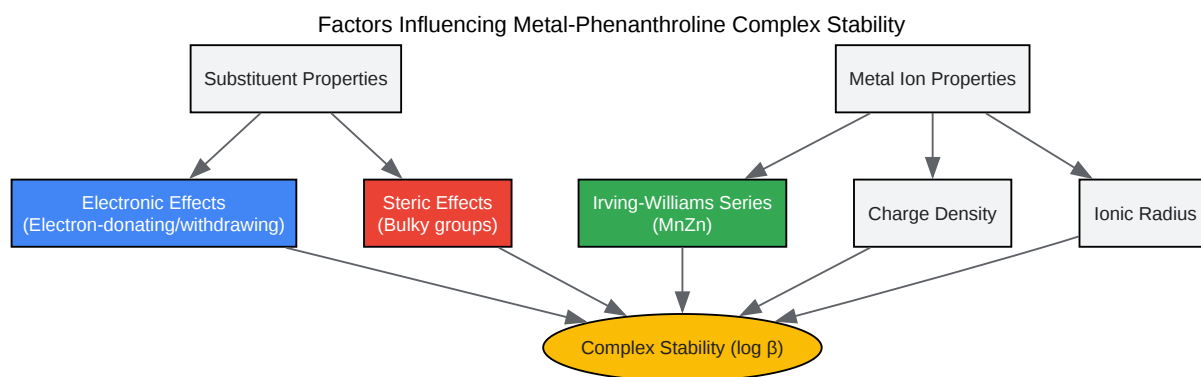 Factors Influencing Metal-Phenanthroline Complex Stability
Substituent Properties
Metal Ion Properties
Electronic Effects
(Electron-donating/withdrawing)
Steric Effects
(Bulky groups)
Irving-Williams Series
(MnZn)
Charge Density
Ionic Radius
Complex Stability (log β)